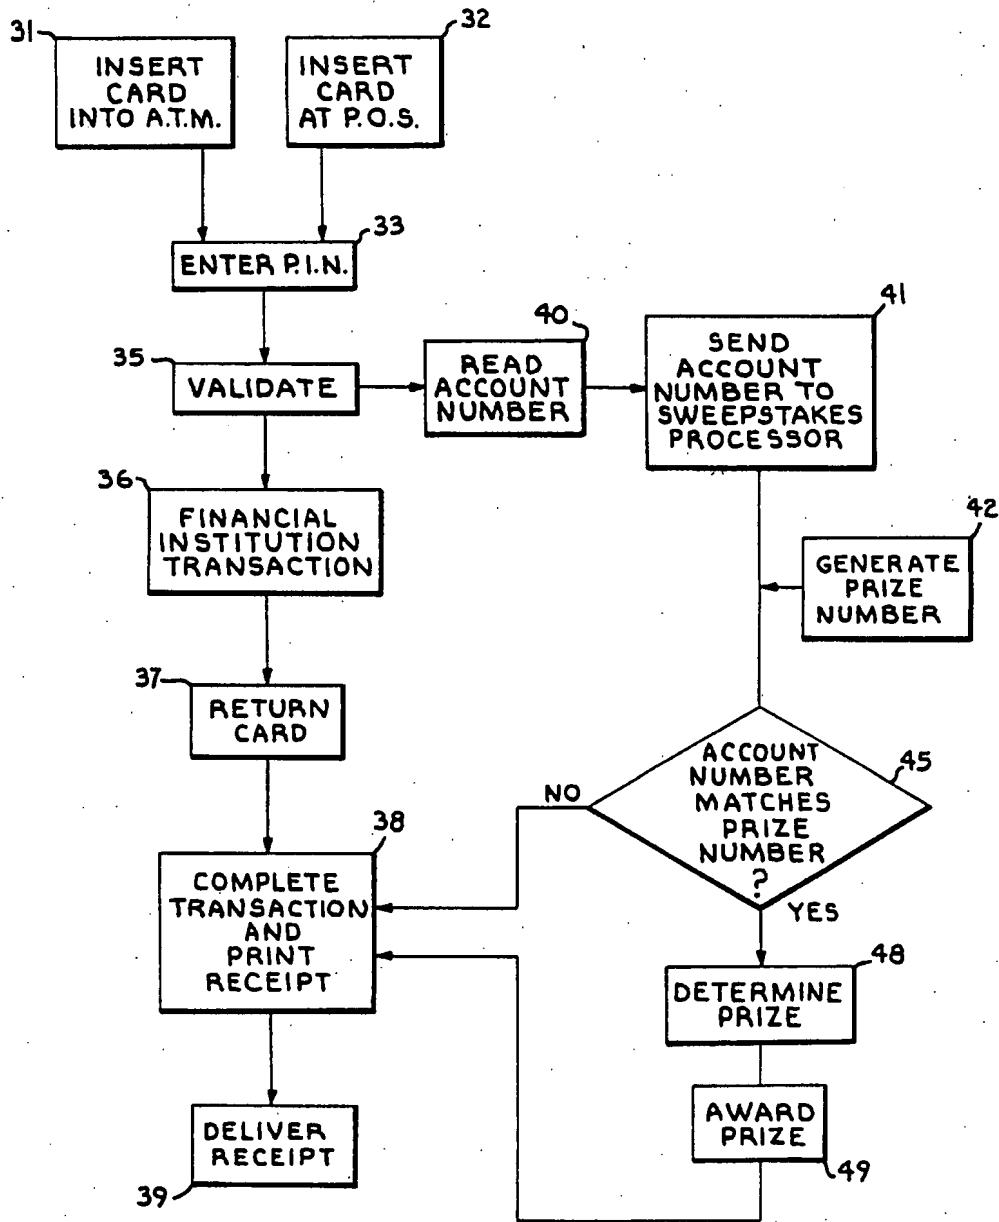 31
INSERT
CARD
INTO A.T.M.
32
INSERT
CARD
AT P.O.S.
33
ENTER P.I.N.
35
VALIDATE
40
READ
ACCOUNT
NUMBER
41
SEND
ACCOUNT
NUMBER TO
SWEEPSTAKES
PROCESSOR
36
FINANCIAL
INSTITUTION
TRANSACTION
42
GENERATE
PRIZE
NUMBER
37
RETURN
CARD
45
ACCOUNT
NUMBER
MATCHES
PRIZE
NUMBER
?
NO
YES
38
COMPLETE
TRANSACTION
AND
PRINT
RECEIPT
48
DETERMINE
PRIZE
AWARD
PRIZE
49
DELIVER
RECEIPT
39